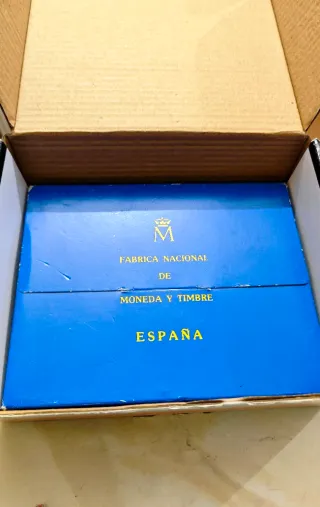 M
FABRICA NACIONAL
DE
MONEDA Y TIMBRE
ESPAÑA